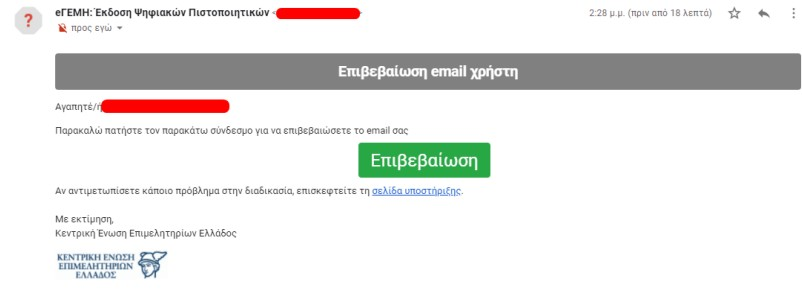 eΓΕΜΗ: Έκδοση Ψηφιακών Πιστοποιητικών <
2:28 μ.μ. (πριν από 18 λεπτά)
προς εγώ
Επιβεβαίωση email χρήστη
Αγαπητέ/ή
Παρακαλώ πατήστε τον παρακάτω σύνδεσμο για να επιβεβαιώσετε το email σας
Επιβεβαίωση
Αν αντιμετωπίσετε κάποιο πρόβλημα στην διαδικασία, επισκεφτείτε τη σελίδα υποστήριξης.
Με εκτίμηση,
Κεντρική Ένωση Επιμελητηρίων Ελλάδος
ΚΕΝΤΡΙΚΗ ΕΝΩΣΗ
ΕΠΙΜΕΛΗΤΗΡΙΩΝ
ΕΛΛΑΔΟΣ